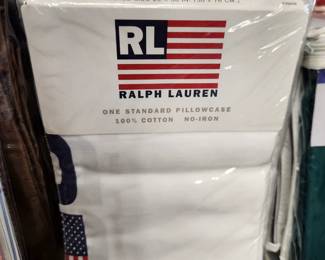 RL
RALPH LAUREN
ONE STANDARD PILLOWCASE
100% COTTON NO-IRON